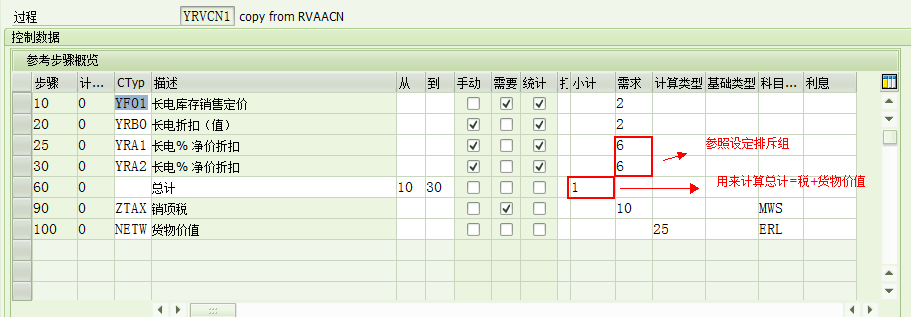 过程 YRVCN1 copy from RVAACN
控制数据
参考步骤概览
步骤 计... CTyp 描述 从 到 手动 需要 统计 打 小计 需求 计算类型 基础类型 科目... 利息
10 0 YF01 长电库存销售定价 2
20 0 YRB0 长电折扣（值） 2
25 0 YRA1 长电% 净价折扣 6
30 0 YRA2 长电% 净价折扣 6
60 0 总计 10 30 1
90 0 ZTAX 销项税 10 MWS
100 0 NETW 货物价值 25 ERL
参照设定排斥组
用来计算总计=税+货物价值